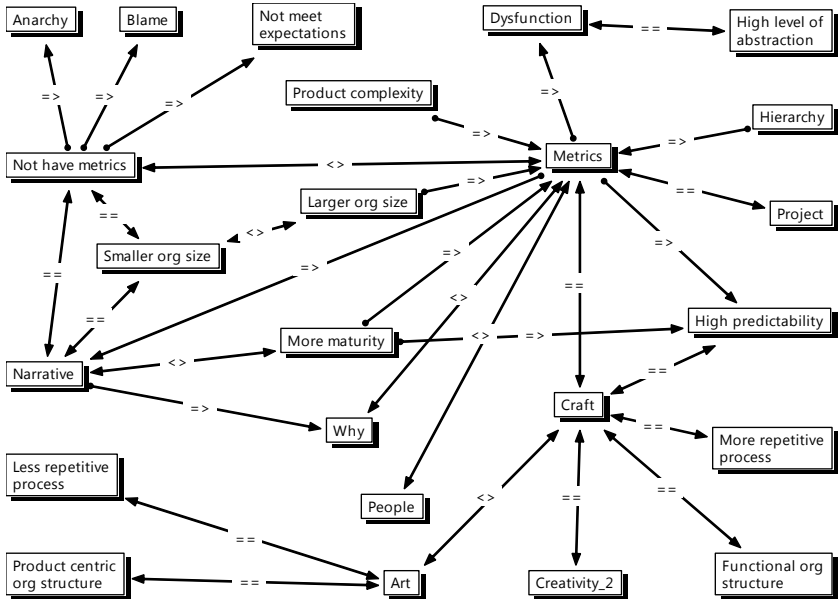 Anarchy
Blame
Not meet
expectations
Dysfunction
==
High level of
abstraction
=>
=>
=>
=>
Product complexity
=>
Hierarchy
=>
Not have metrics
<>
Metrics
=>
==
Larger org size
==
Project
==
<>
Smaller org size
=>
=>
=>
==
==
<>
==
High predictability
More maturity
<>
=>
Narrative
<>
==
=>
Craft
==
Why
More repetitive
process
Less repetitive
process
People
<>
==
==
==
Product centric
org structure
==
Art
Creativity_2
Functional org
structure